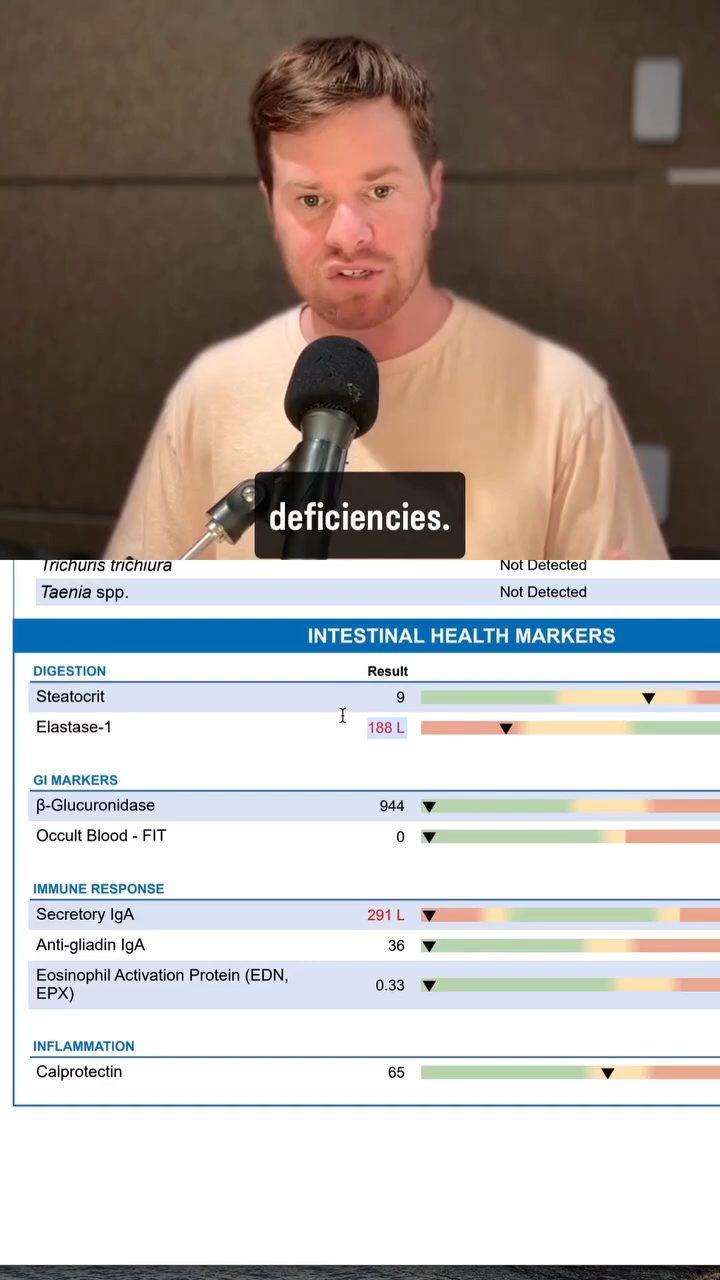 deficiencies.
Trichuris trichiura Not Detected
Taenia spp. Not Detected
INTESTINAL HEALTH MARKERS
DIGESTION Result
Steatocrit 9
Elastase-1 188 L
GI MARKERS
β-Glucuronidase 944
Occult Blood - FIT 0
IMMUNE RESPONSE
Secretory IgA 291 L
Anti-gliadin IgA 36
Eosinophil Activation Protein (EDN,
EPX) 0.33
INFLAMMATION
Calprotectin 65